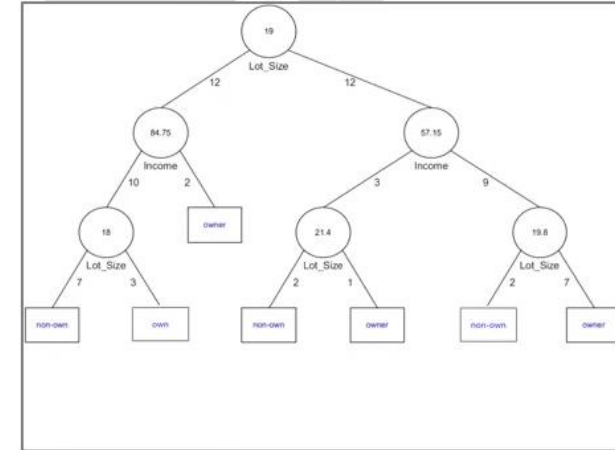 19
Lot_Size
12 12
84.75 57.15
Income Income
10 2 3 9
owner
18 21.4 19.8
Lot_Size Lot_Size Lot_Size
7 3 2 1 2 7
non-own own non-own owner non-own owner